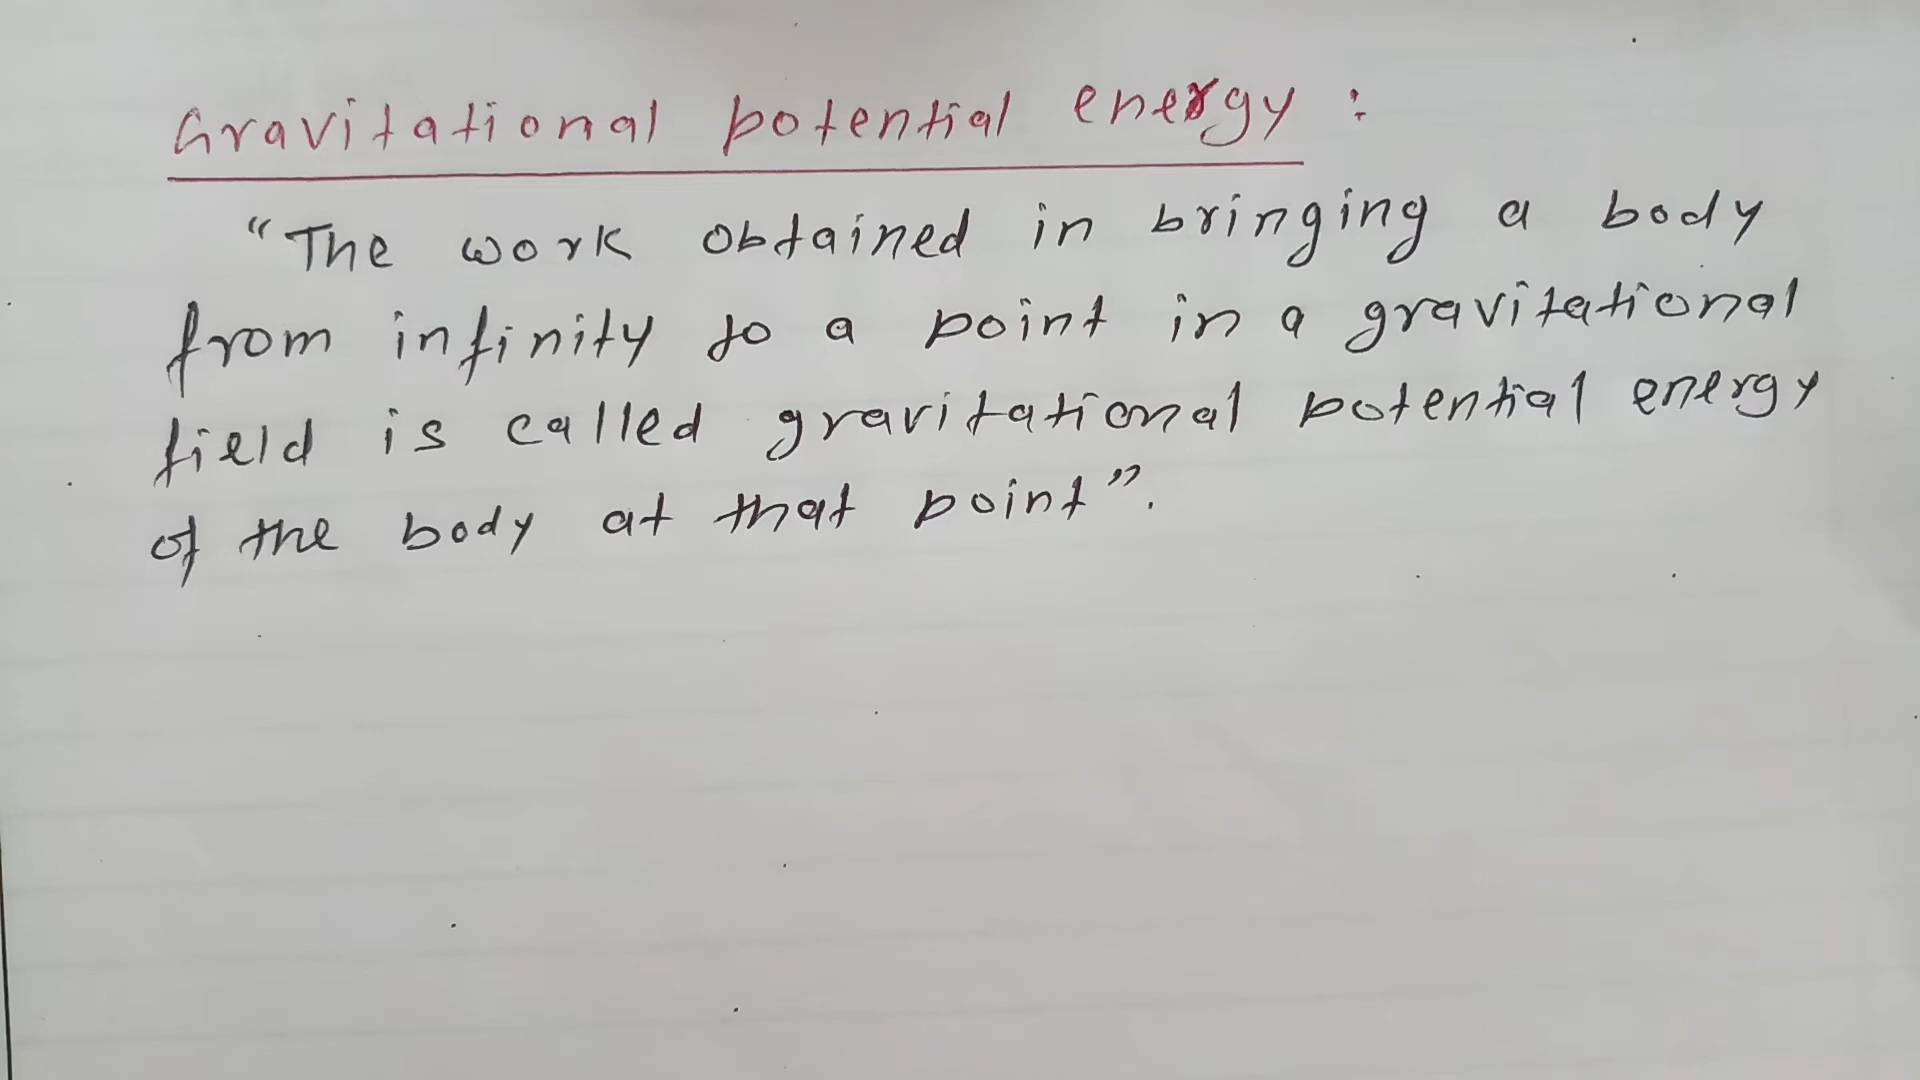 Gravitational potential energy :
"The work obtained in bringing a body
from infinity to a point in a gravitational
field is called gravitational potential energy
of the body at that point".